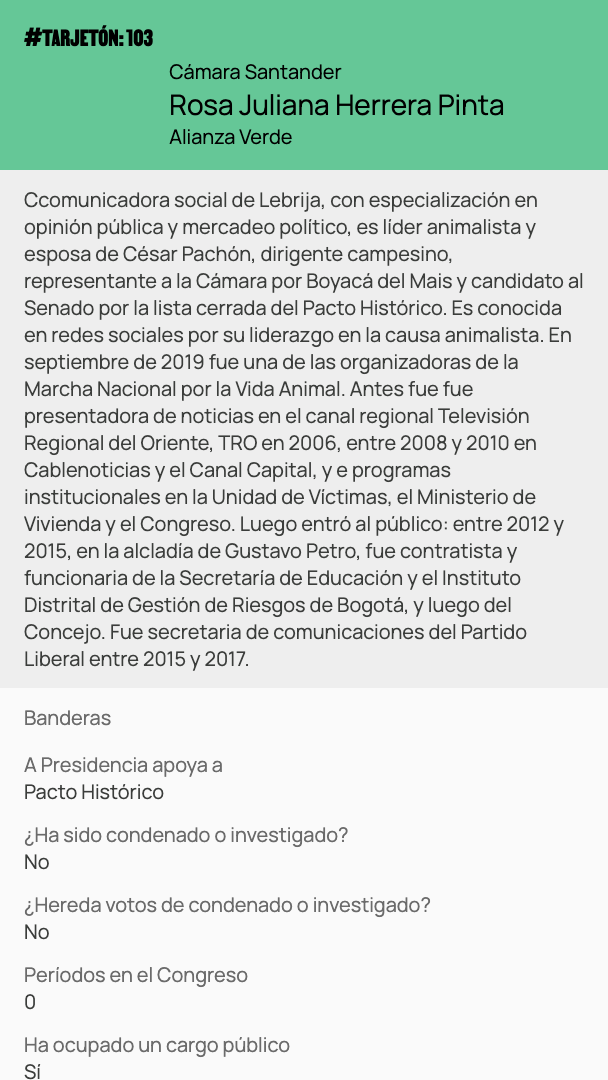 #TARJETÓN: 103
Cámara Santander
Rosa Juliana Herrera Pinta
Alianza Verde
Ccomunicadora social de Lebrija, con especialización en
opinión pública y mercadeo político, es líder animalista y
esposa de César Pachón, dirigente campesino,
representante a la Cámara por Boyacá del Mais y candidato al
Senado por la lista cerrada del Pacto Histórico. Es conocida
en redes sociales por su liderazgo en la causa animalista. En
septiembre de 2019 fue una de las organizadoras de la
Marcha Nacional por la Vida Animal. Antes fue fue
presentadora de noticias en el canal regional Televisión
Regional del Oriente, TRO en 2006, entre 2008 y 2010 en
Cablenoticias y el Canal Capital, y e programas
institucionales en la Unidad de Víctimas, el Ministerio de
Vivienda y el Congreso. Luego entró al público: entre 2012 y
2015, en la alcladía de Gustavo Petro, fue contratista y
funcionaria de la Secretaría de Educación y el Instituto
Distrital de Gestión de Riesgos de Bogotá, y luego del
Concejo. Fue secretaria de comunicaciones del Partido
Liberal entre 2015 y 2017.
Banderas
A Presidencia apoya a
Pacto Histórico
¿Ha sido condenado o investigado?
No
¿Hereda votos de condenado o investigado?
No
Períodos en el Congreso
0
Ha ocupado un cargo público
Sí